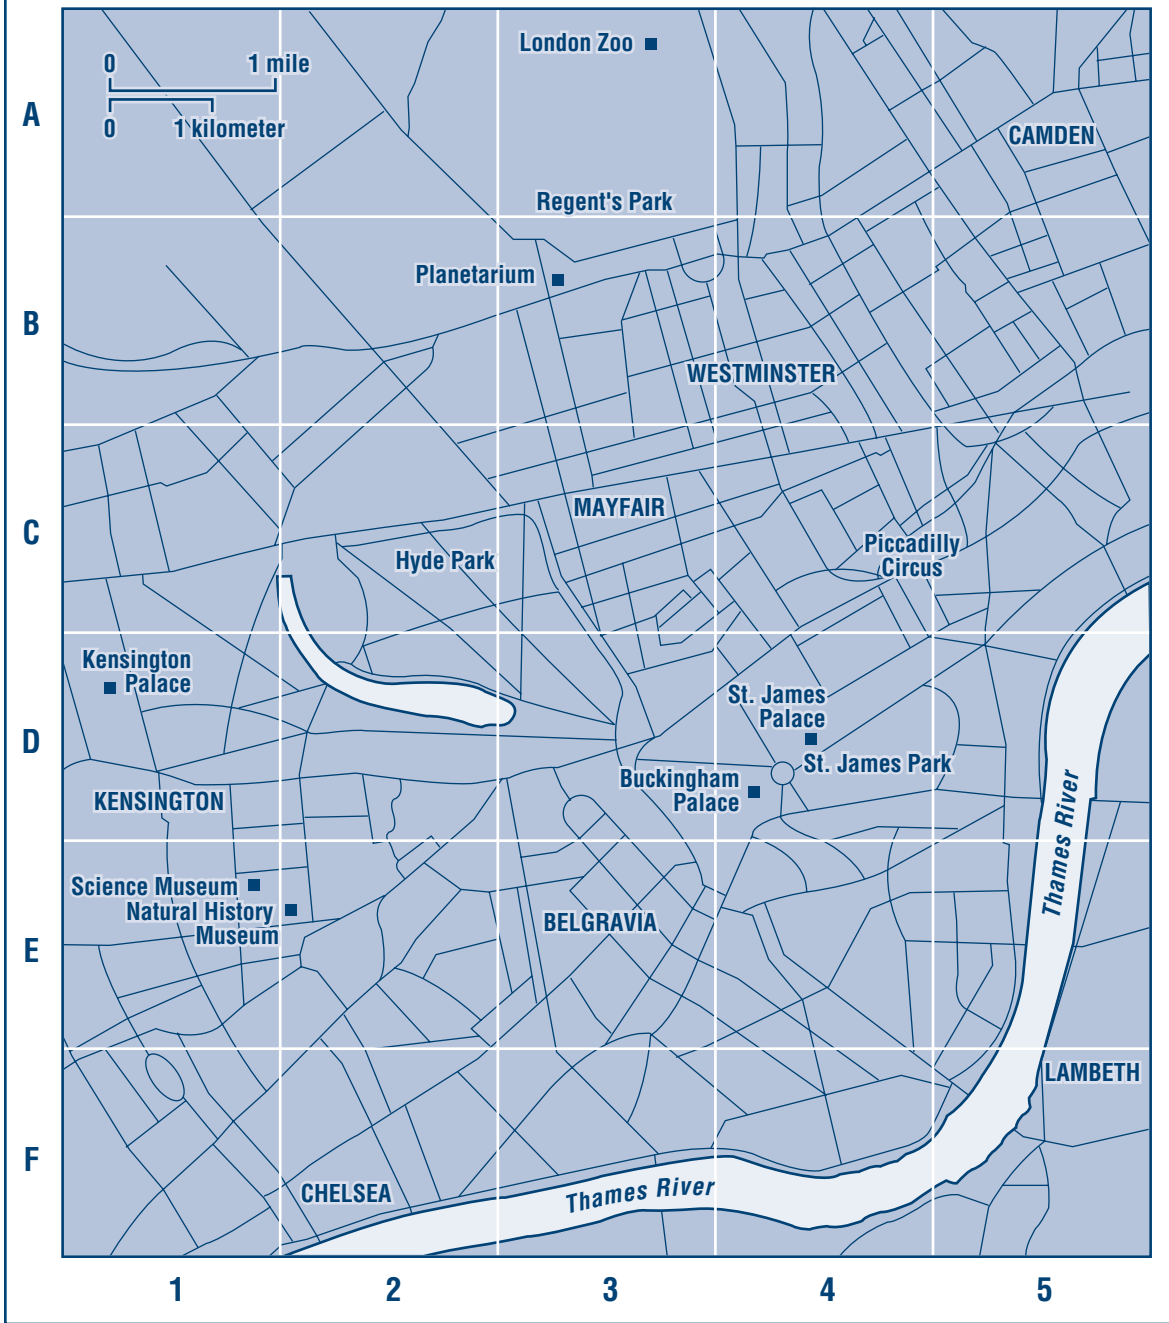 London Zoo
0 1 mile
0 1 kilometer
A
CAMDEN
Regent's Park
Planetarium
B
WESTMINSTER
MAYFAIR
C
Hyde Park
Piccadilly
Circus
Kensington
Palace
St. James
Palace
D
St. James Park
Buckingham
Palace
KENSINGTON
Thames River
Science Museum
Natural History
Museum
BELGRAVIA
E
LAMBETH
F
CHELSEA
Thames River
1 2 3 4 5